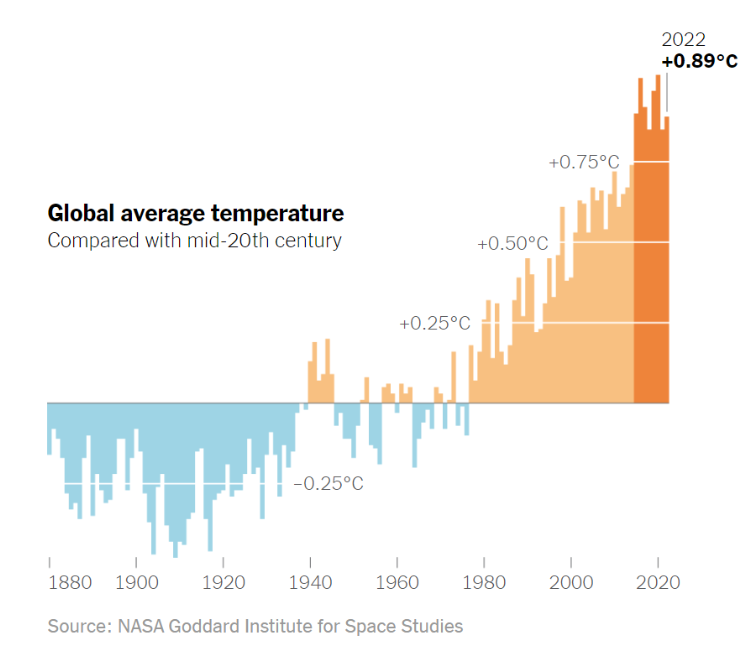 2022
+0.89°C
+0.75°C
Global average temperature
Compared with mid-20th century
+0.50°C
+0.25°C
−0.25°C
1880 1900 1920 1940 1960 1980 2000 2020
Source: NASA Goddard Institute for Space Studies